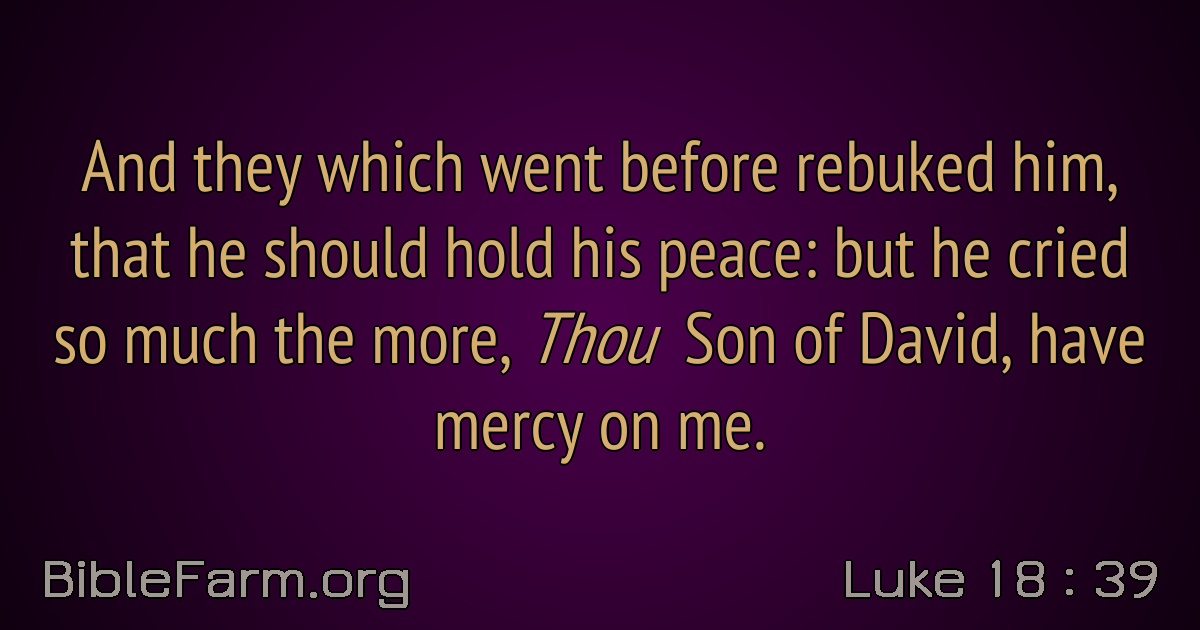 And they which went before rebuked him,
that he should hold his peace: but he cried
so much the more, Thou Son of David, have
mercy on me.
BibleFarm.org
Luke 18 : 39